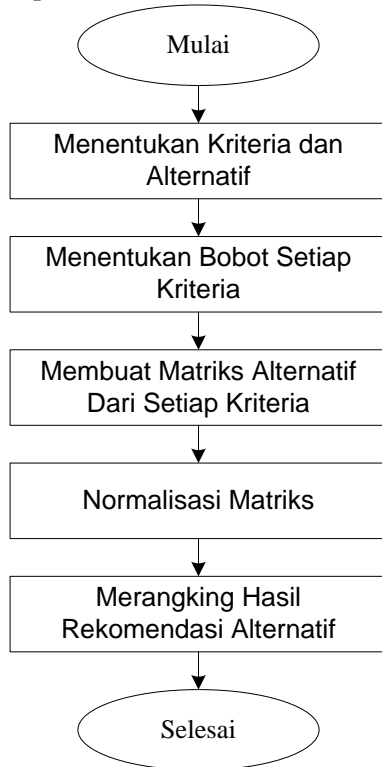 Mulai
Menentukan Kriteria dan
Alternatif
Menentukan Bobot Setiap
Kriteria
Membuat Matriks Alternatif
Dari Setiap Kriteria
Normalisasi Matriks
Merangking Hasil
Rekomendasi Alternatif
Selesai